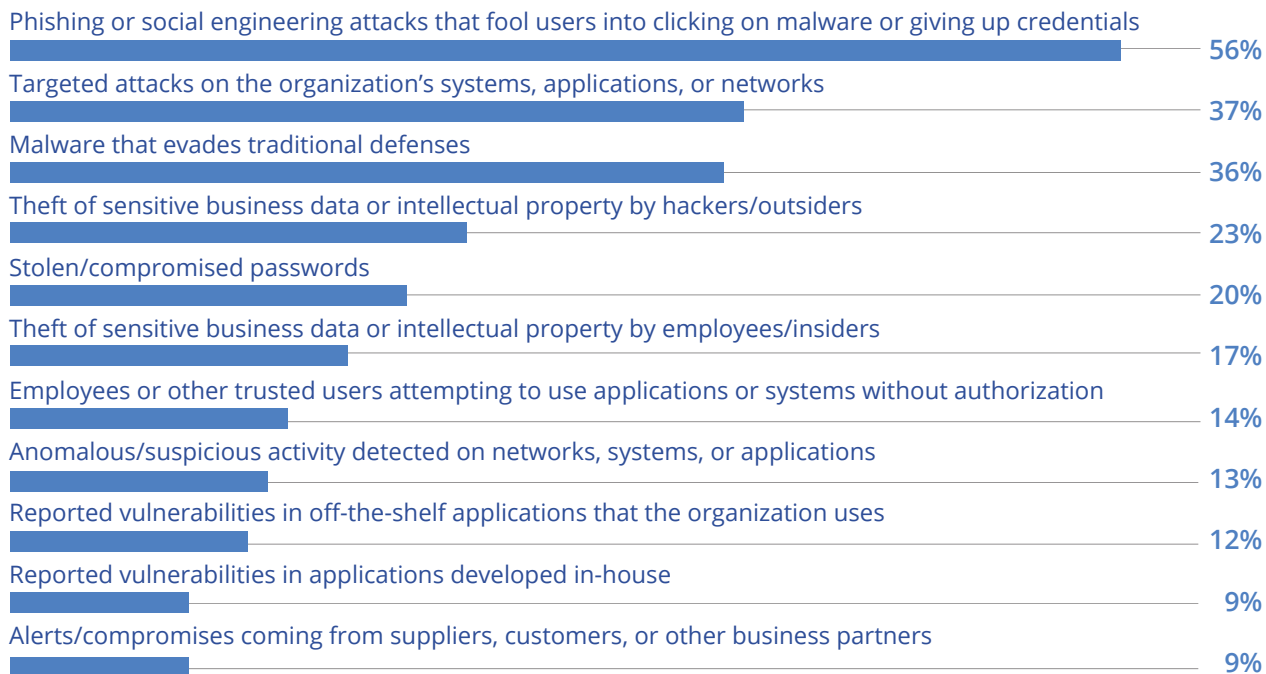 Phishing or social engineering attacks that fool users into clicking on malware or giving up credentials
56%
Targeted attacks on the organization’s systems, applications, or networks
37%
Malware that evades traditional defenses
36%
Theft of sensitive business data or intellectual property by hackers/outsiders
23%
Stolen/compromised passwords
20%
Theft of sensitive business data or intellectual property by employees/insiders
17%
Employees or other trusted users attempting to use applications or systems without authorization
14%
Anomalous/suspicious activity detected on networks, systems, or applications
13%
Reported vulnerabilities in off-the-shelf applications that the organization uses
12%
Reported vulnerabilities in applications developed in-house
9%
Alerts/compromises coming from suppliers, customers, or other business partners
9%